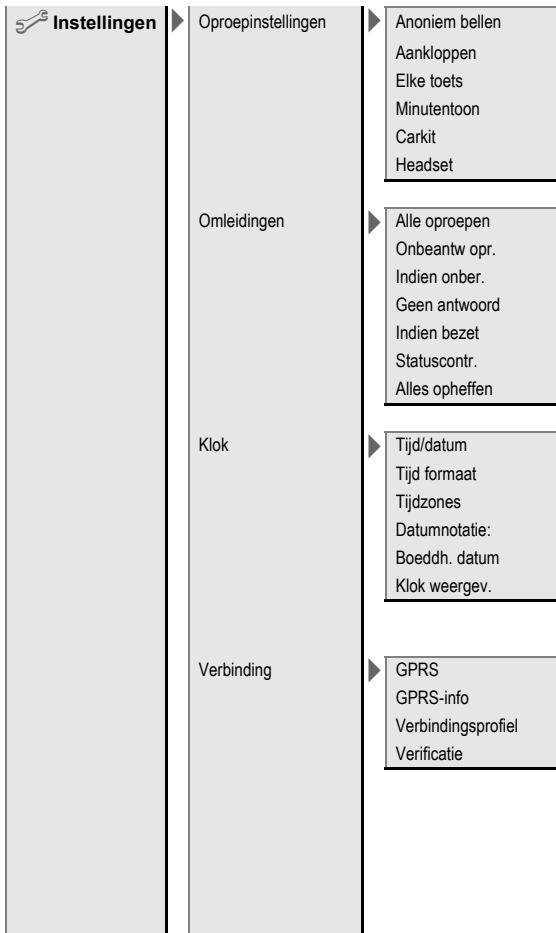 Instellingen
Oproepinstellingen
Anoniem bellen
Aankloppen
Elke toets
Minutentoon
Carkit
Headset
Omleidingen
Alle oproepen
Onbeantw opr.
Indien onber.
Geen antwoord
Indien bezet
Statuscontr.
Alles opheffen
Klok
Tijd/datum
Tijd formaat
Tijdzones
Datumnotatie:
Boeddh. datum
Klok weergev.
Verbinding
GPRS
GPRS-info
Verbindingsprofiel
Verificatie